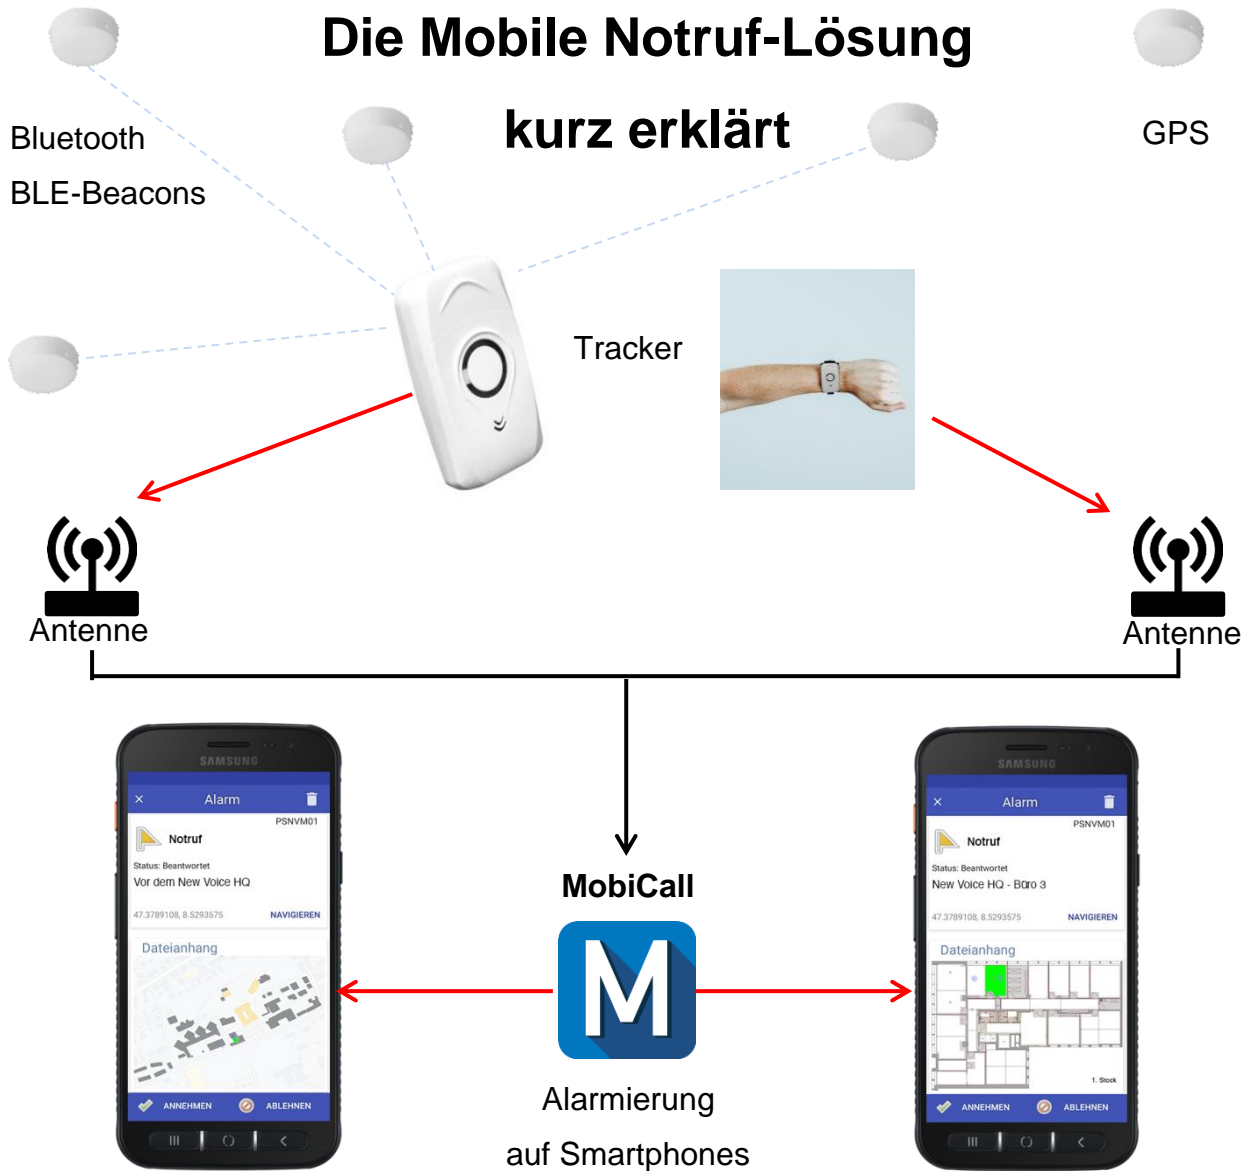 Die Mobile Notruf-Lösung
kurz erklärt
Bluetooth
BLE-Beacons
GPS
Tracker
Antenne
Antenne
SAMSUNG
× Alarm
PSNVM01
Notruf
Status: Beantwortet
Vor dem New Voice HQ
47.3789108, 8.5293575 NAVIGIEREN
Dateianhang
ANNEHMEN ABLEHNEN
MobiCall
M
Alarmierung
auf Smartphones
SAMSUNG
× Alarm
PSNVM01
Notruf
Status: Beantwortet
New Voice HQ - Büro 3
47.3789108, 8.5293575 NAVIGIEREN
Dateianhang
1. Stock
ANNEHMEN ABLEHNEN